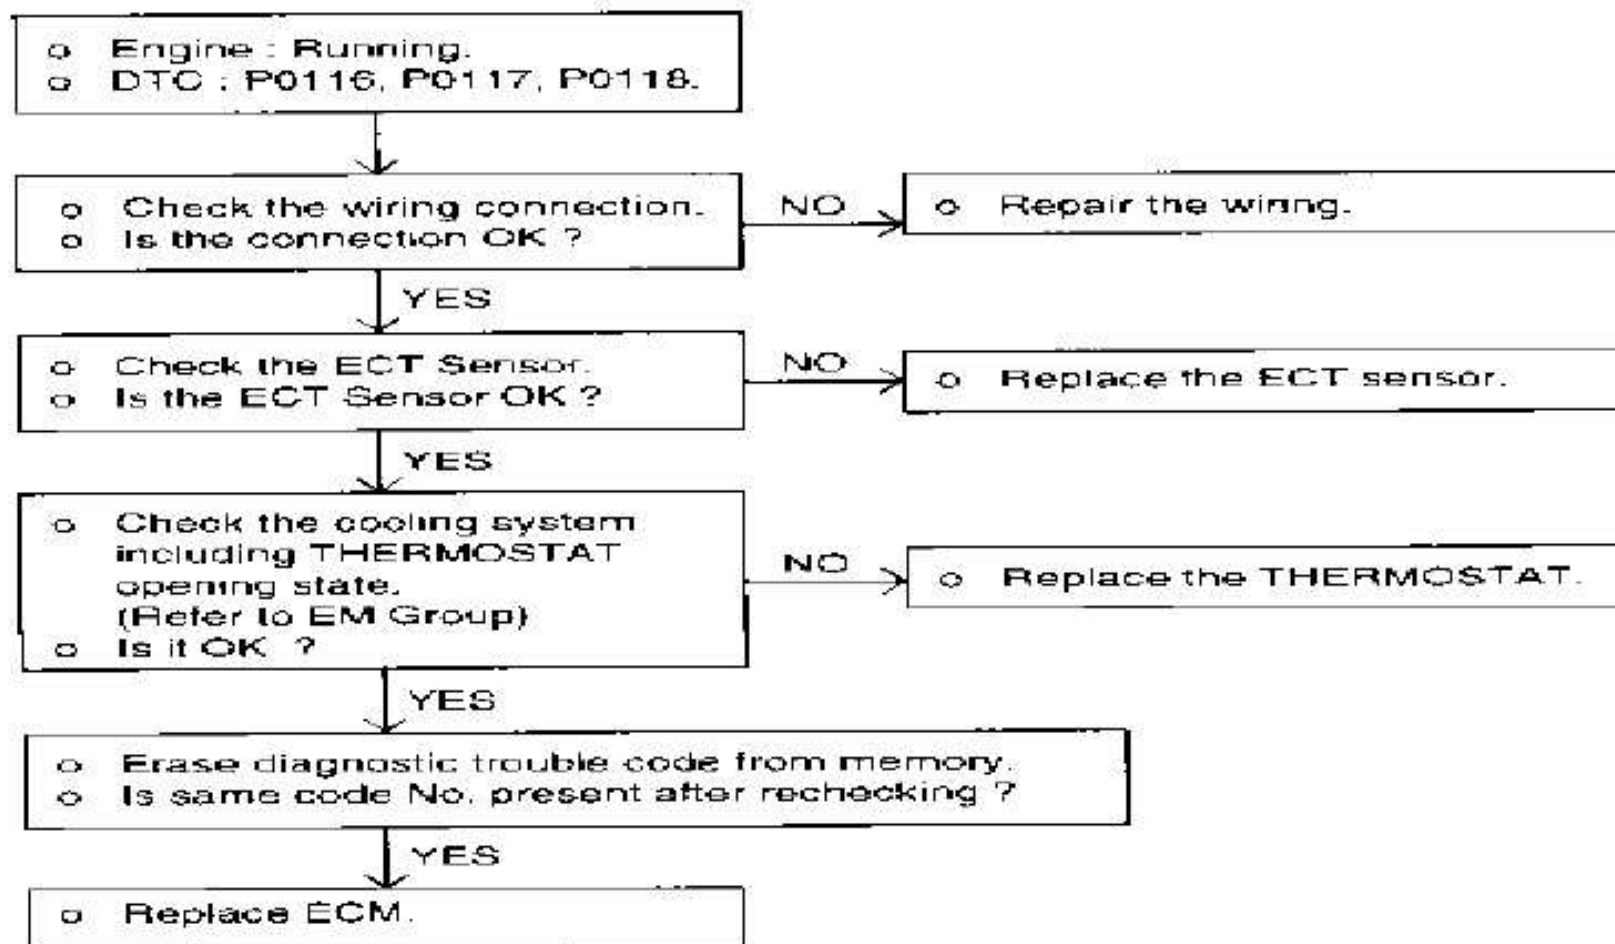 o Engine : Running.
o DTC : P0116, P0117, P0118.
o Check the wiring connection.
o Is the connection OK ?
NO
o Repair the wiring.
YES
o Check the ECT Sensor.
o Is the ECT Sensor OK ?
NO
o Replace the ECT sensor.
YES
o Check the cooling system
including THERMOSTAT
opening state.
(Refer to EM Group)
o Is it OK ?
NO
o Replace the THERMOSTAT.
YES
o Erase diagnostic trouble code from memory.
o Is same code No. present after rechecking ?
YES
o Replace ECM.